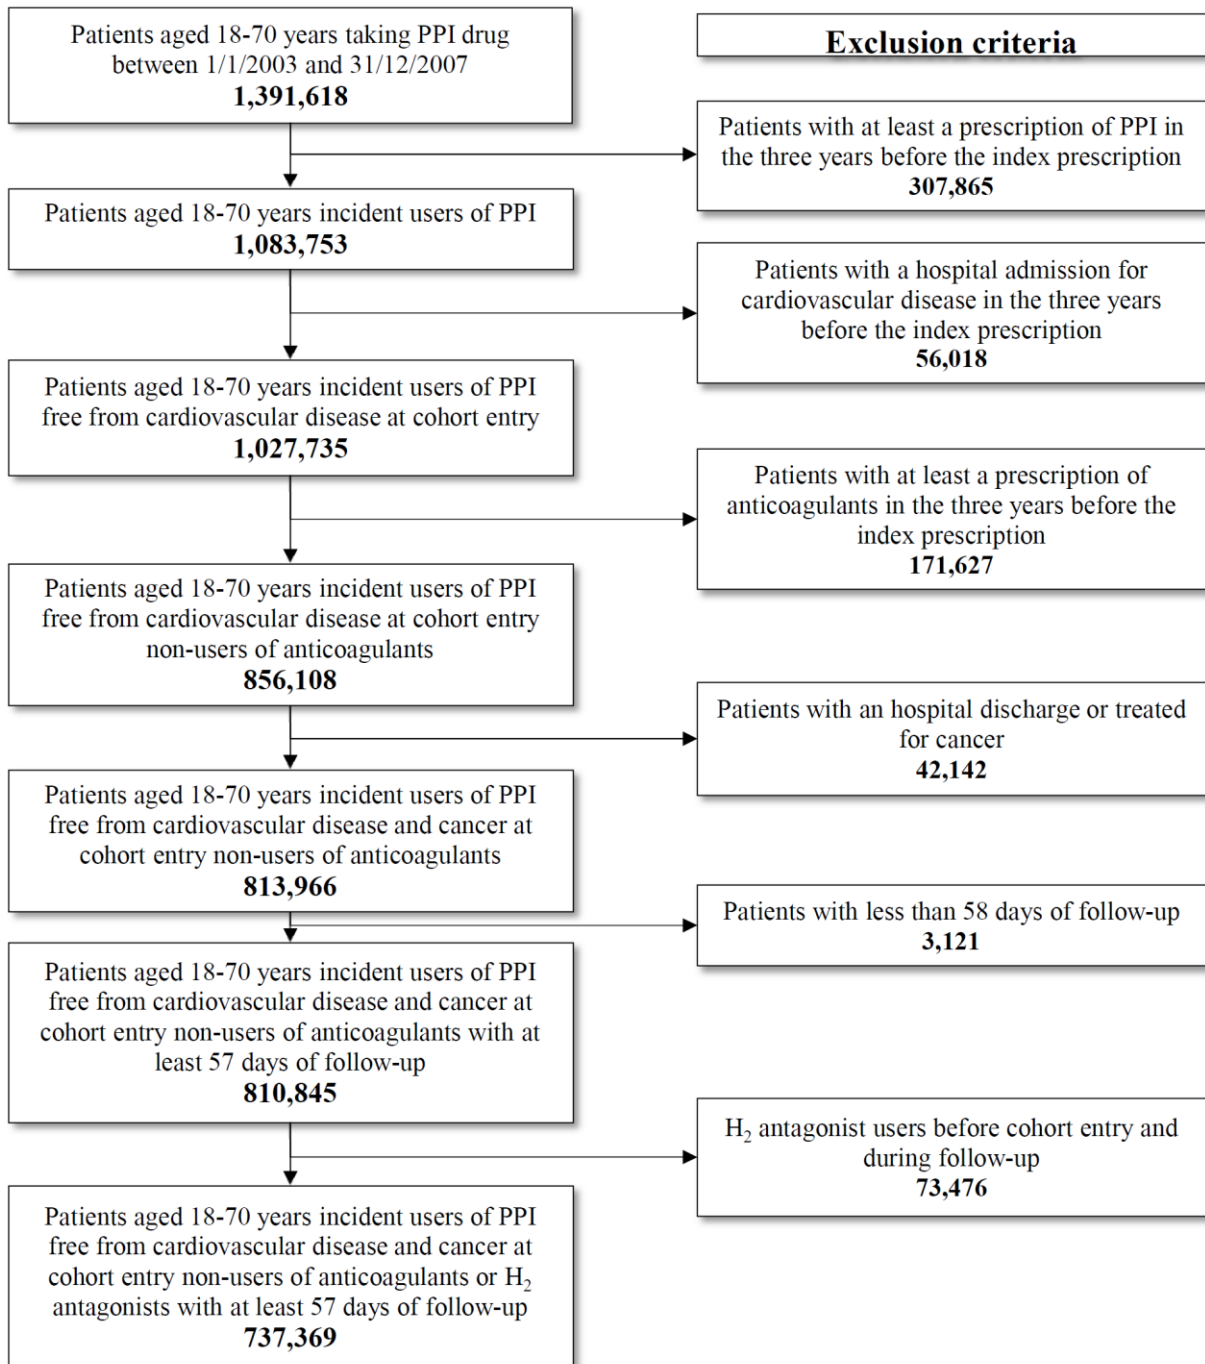 Patients aged 18-70 years taking PPI drug
between 1/1/2003 and 31/12/2007
1,391,618
Exclusion criteria
Patients with at least a prescription of PPI in
the three years before the index prescription
307,865
Patients aged 18-70 years incident users of PPI
1,083,753
Patients with a hospital admission for
cardiovascular disease in the three years
before the index prescription
56,018
Patients aged 18-70 years incident users of PPI
free from cardiovascular disease at cohort entry
1,027,735
Patients with at least a prescription of
anticoagulants in the three years before the
index prescription
171,627
Patients aged 18-70 years incident users of PPI
free from cardiovascular disease at cohort entry
non-users of anticoagulants
856,108
Patients with an hospital discharge or treated
for cancer
42,142
Patients aged 18-70 years incident users of PPI
free from cardiovascular disease and cancer at
cohort entry non-users of anticoagulants
813,966
Patients with less than 58 days of follow-up
3,121
Patients aged 18-70 years incident users of PPI
free from cardiovascular disease and cancer at
cohort entry non-users of anticoagulants with at
least 57 days of follow-up
810,845
H₂ antagonist users before cohort entry and
during follow-up
73,476
Patients aged 18-70 years incident users of PPI
free from cardiovascular disease and cancer at
cohort entry non-users of anticoagulants or H₂
antagonists with at least 57 days of follow-up
737,369